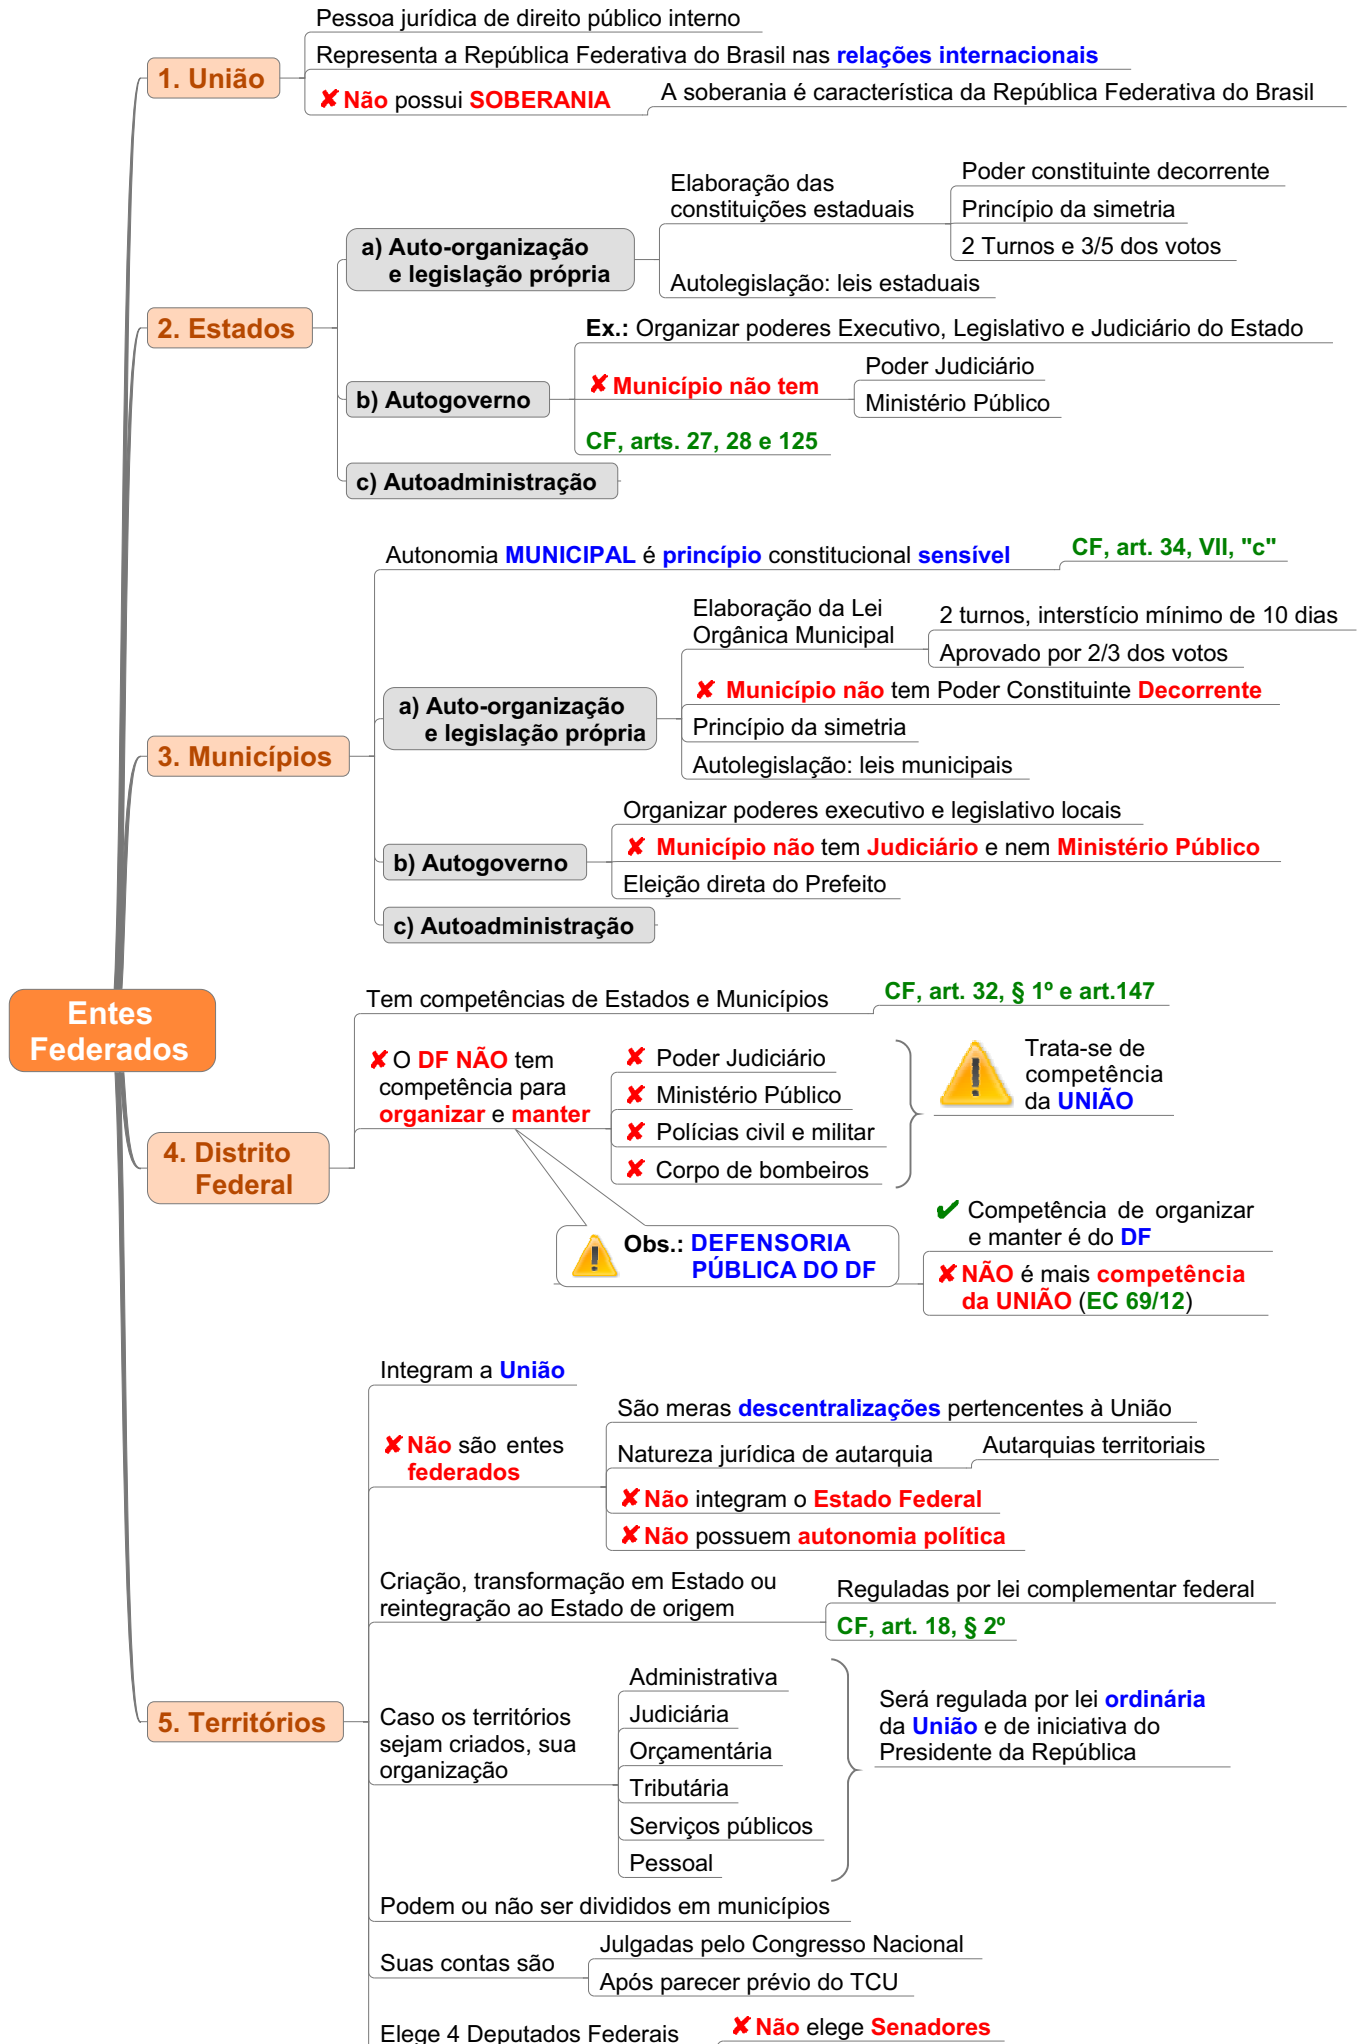 Entes
Federados
1. União
Pessoa jurídica de direito público interno
Representa a República Federativa do Brasil nas relações internacionais
✘ Não possui SOBERANIA
A soberania é característica da República Federativa do Brasil
2. Estados
a) Auto-organização
e legislação própria
Elaboração das
constituições estaduais
Poder constituinte decorrente
Princípio da simetria
2 Turnos e 3/5 dos votos
Autolegislação: leis estaduais
b) Autogoverno
Ex.: Organizar poderes Executivo, Legislativo e Judiciário do Estado
✘ Município não tem
Poder Judiciário
Ministério Público
CF, arts. 27, 28 e 125
c) Autoadministração
3. Municípios
Autonomia MUNICIPAL é princípio constitucional sensível
CF, art. 34, VII, "c"
a) Auto-organização
e legislação própria
Elaboração da Lei
Orgânica Municipal
2 turnos, interstício mínimo de 10 dias
Aprovado por 2/3 dos votos
✘ Município não tem Poder Constituinte Decorrente
Princípio da simetria
Autolegislação: leis municipais
b) Autogoverno
Organizar poderes executivo e legislativo locais
✘ Município não tem Judiciário e nem Ministério Público
Eleição direta do Prefeito
c) Autoadministração
4. Distrito
Federal
Tem competências de Estados e Municípios
CF, art. 32, § 1º e art.147
✘ O DF NÃO tem
competência para
organizar e manter
✘ Poder Judiciário
✘ Ministério Público
✘ Polícias civil e militar
✘ Corpo de bombeiros
Trata-se de
competência
da UNIÃO
Obs.: DEFENSORIA
PÚBLICA DO DF
✔ Competência de organizar
e manter é do DF
✘ NÃO é mais competência
da UNIÃO (EC 69/12)
5. Territórios
Integram a União
✘ Não são entes
federados
São meras descentralizações pertencentes à União
Natureza jurídica de autarquia
Autarquias territoriais
✘ Não integram o Estado Federal
✘ Não possuem autonomia política
Criação, transformação em Estado ou
reintegração ao Estado de origem
Reguladas por lei complementar federal
CF, art. 18, § 2º
Caso os territórios
sejam criados, sua
organização
Administrativa
Judiciária
Orçamentária
Tributária
Serviços públicos
Pessoal
Será regulada por lei ordinária
da União e de iniciativa do
Presidente da República
Podem ou não ser divididos em municípios
Suas contas são
Julgadas pelo Congresso Nacional
Após parecer prévio do TCU
Elege 4 Deputados Federais
✘ Não elege Senadores